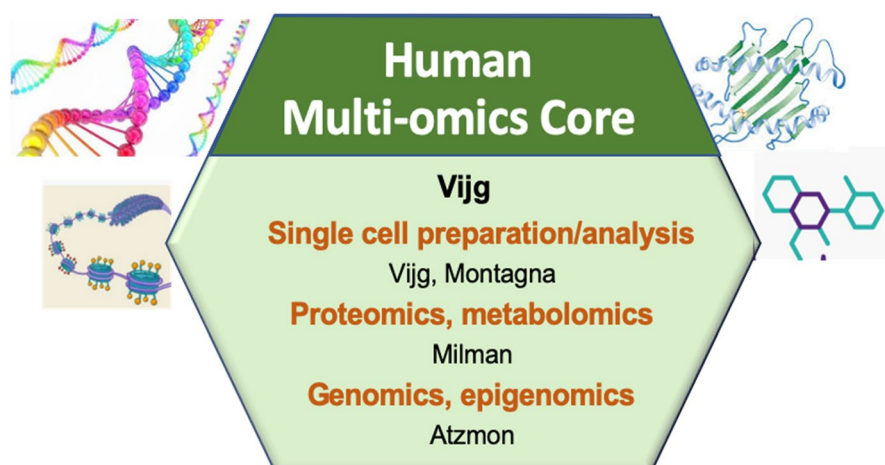 Human
Multi-omics Core
Vijg
Single cell preparation/analysis
Vijg, Montagna
Proteomics, metabolomics
Milman
Genomics, epigenomics
Atzmon